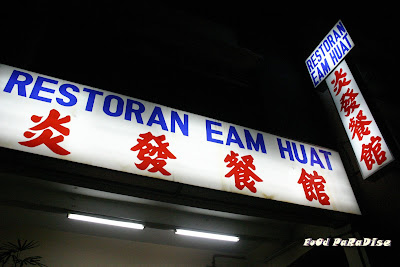 RESTORAN EAM HUAT
炎發餐館
RESTORAN
EAM HUAT
炎發餐館
FoOd PaRaDIse